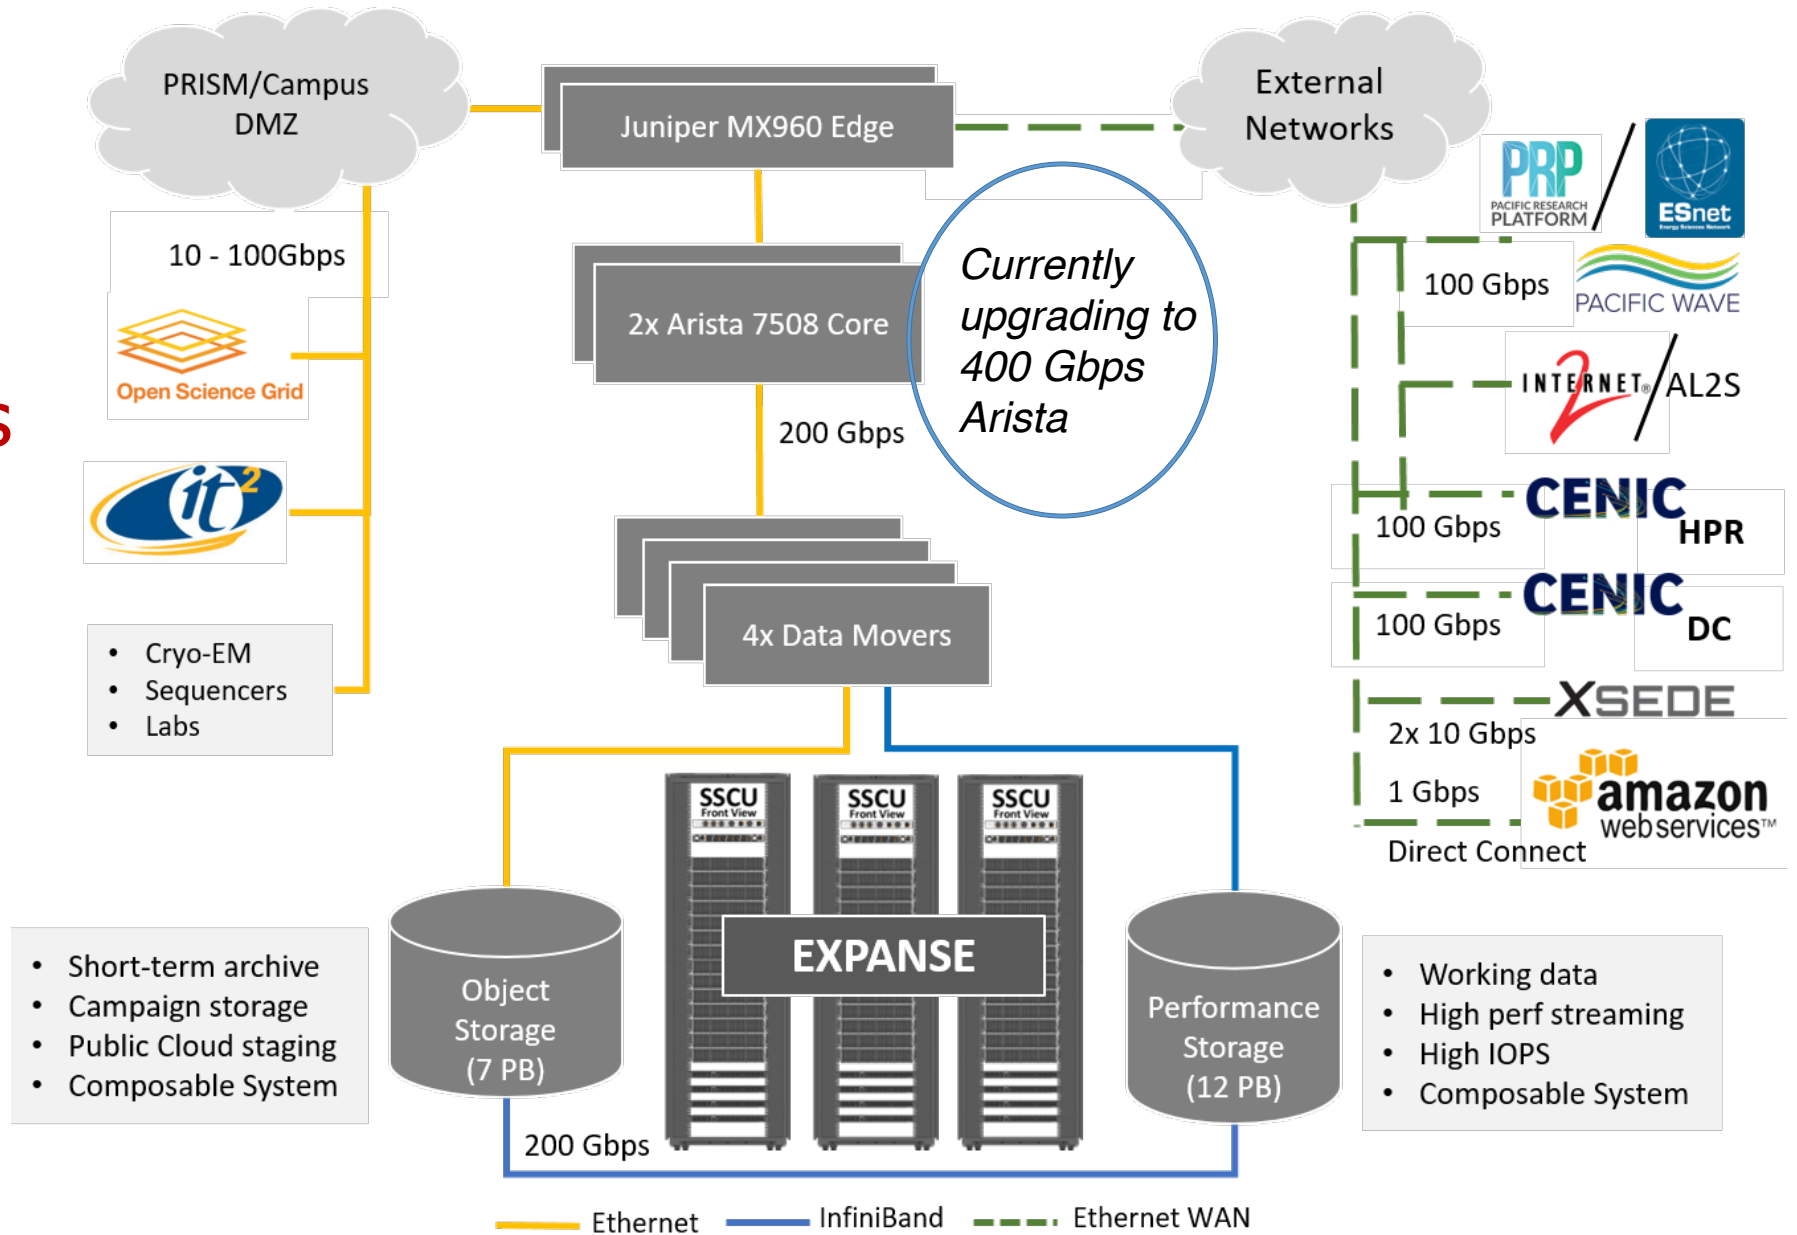 PRISM/Campus
DMZ
Juniper MX960 Edge
External
Networks
PRP
PACIFIC RESEARCH
PLATFORM
ESnet
Energy Sciences Network
10 - 100Gbps
Open Science Grid
S
it2
• Cryo-EM
• Sequencers
• Labs
2x Arista 7508 Core
Currently
upgrading to
400 Gbps
Arista
200 Gbps
4x Data Movers
100 Gbps
PACIFIC WAVE
INTERNET®
2
/AL2S
CENIC
HPR
100 Gbps
CENIC
DC
100 Gbps
XSEDE
2x 10 Gbps
1 Gbps
amazon
webservices™
Direct Connect
SSCU
Front View
SSCU
Front View
SSCU
Front View
EXPANSE
• Short-term archive
• Campaign storage
• Public Cloud staging
• Composable System
Object
Storage
(7 PB)
Performance
Storage
(12 PB)
• Working data
• High perf streaming
• High IOPS
• Composable System
200 Gbps
Ethernet
InfiniBand
Ethernet WAN